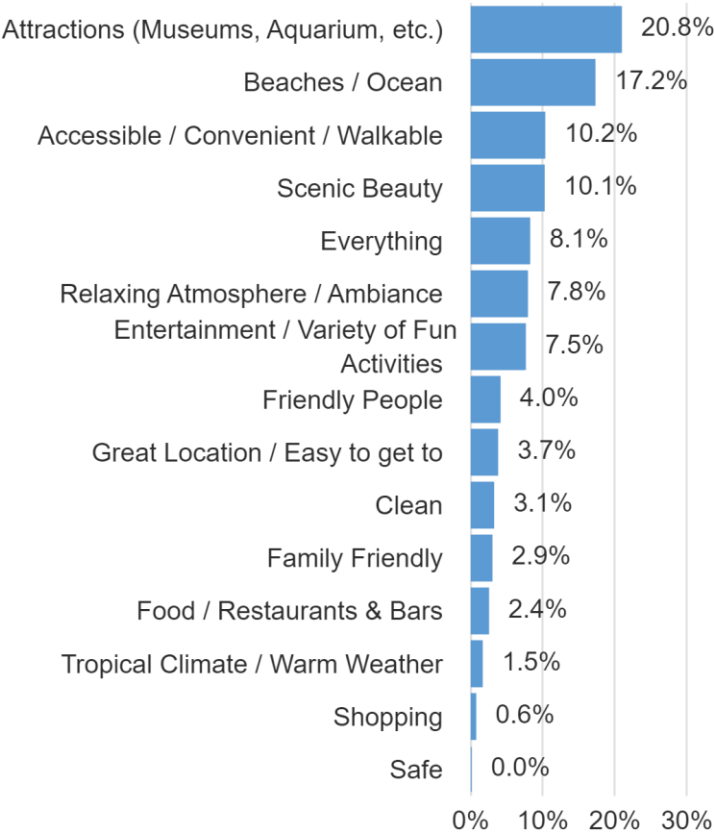 Attractions (Museums, Aquarium, etc.) 20.8%
Beaches / Ocean 17.2%
Accessible / Convenient / Walkable 10.2%
Scenic Beauty 10.1%
Everything 8.1%
Relaxing Atmosphere / Ambiance 7.8%
Entertainment / Variety of Fun
Activities 7.5%
Friendly People 4.0%
Great Location / Easy to get to 3.7%
Clean 3.1%
Family Friendly 2.9%
Food / Restaurants & Bars 2.4%
Tropical Climate / Warm Weather 1.5%
Shopping 0.6%
Safe 0.0%
0% 10% 20% 30%